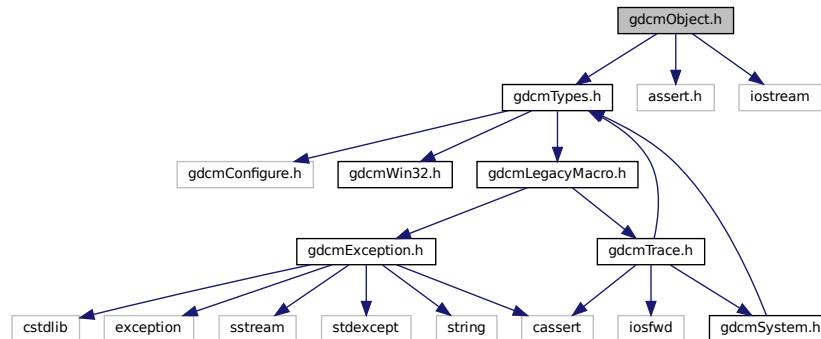 gdcmObject.h
gdcmTypes.h
assert.h
iostream
gdcmConfigure.h
gdcmWin32.h
gdcmLegacyMacro.h
gdcmException.h
gdcmTrace.h
cstdlib
exception
sstream
stdexcept
string
cassert
iosfwd
gdcmSystem.h